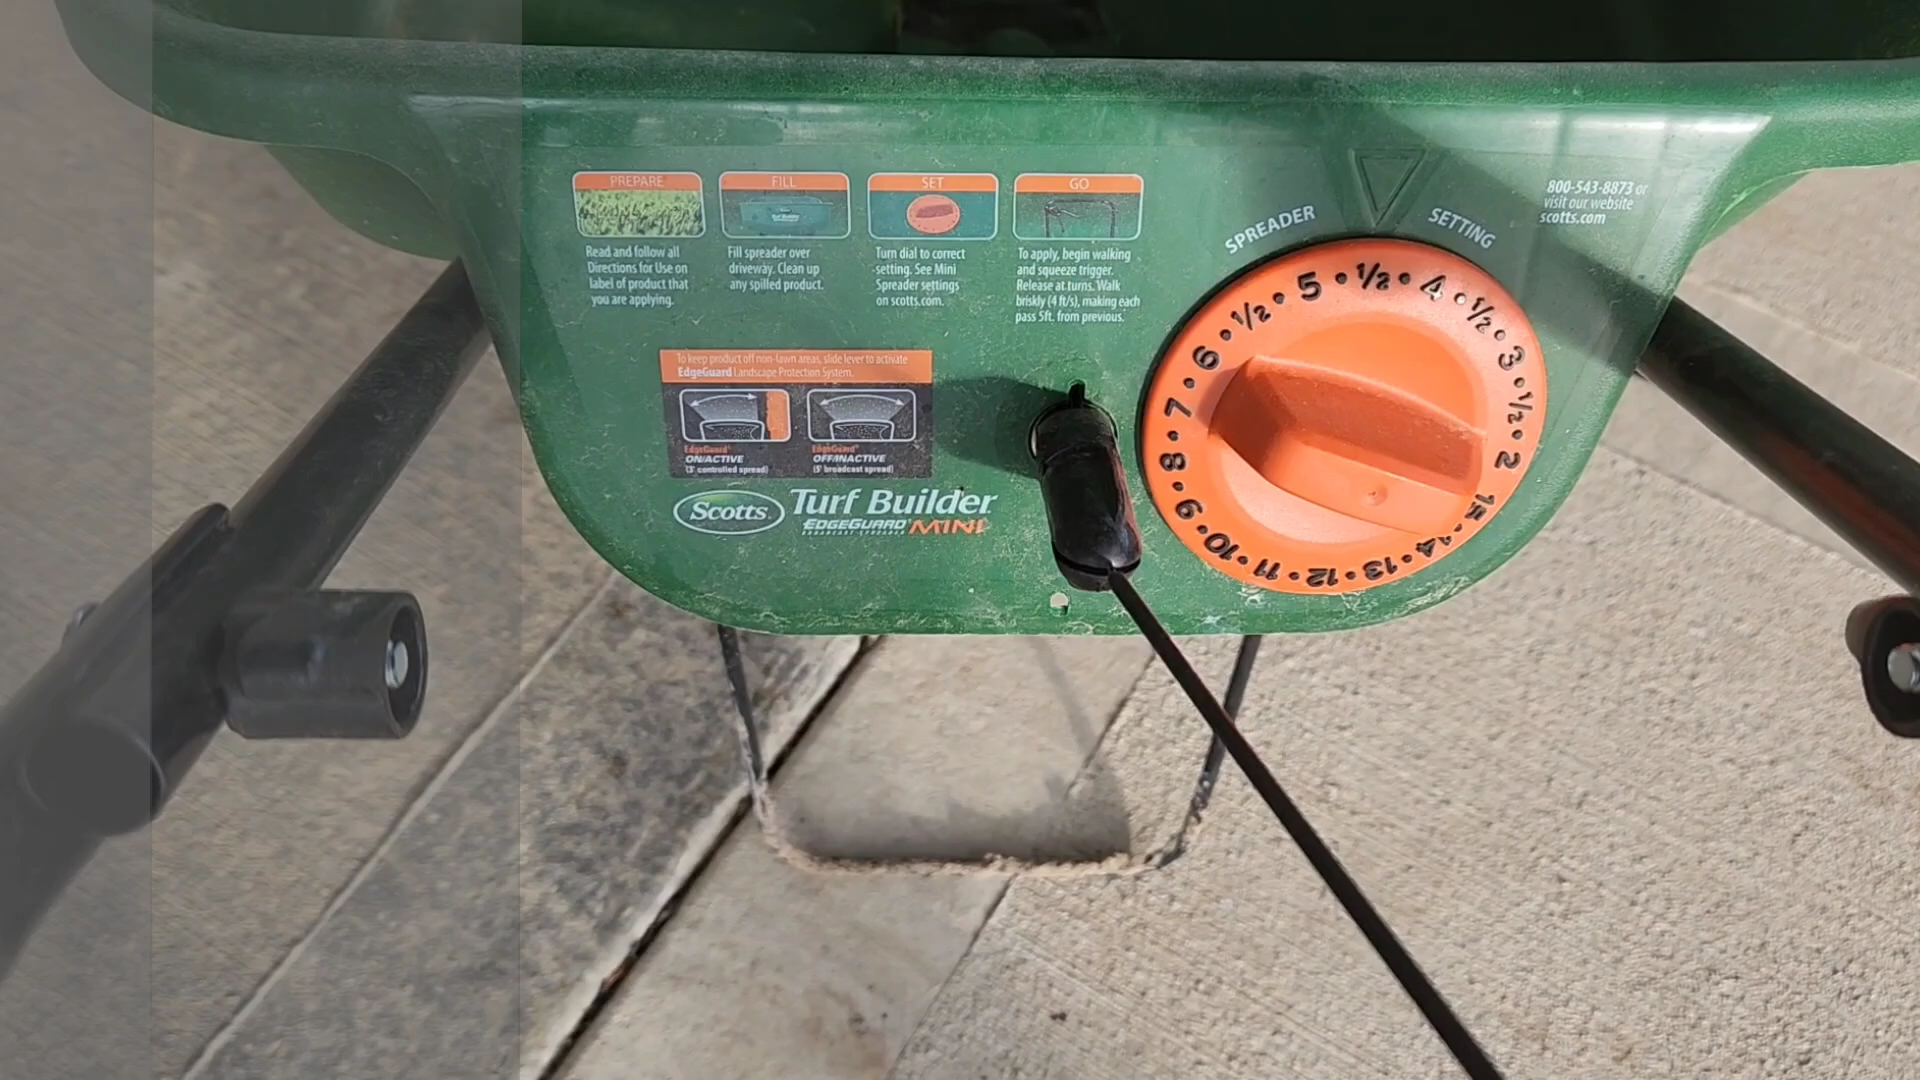 PREPARE
Read and follow all
Directions for Use on
label of product that
you are applying.
FILL
Fill spreader over
driveway. Clean up
any spilled product.
SET
Turn dial to correct
setting. See Mini
Spreader settings
on scotts.com.
GO
To apply, begin walking
and squeeze trigger.
Release at turns. Walk
briskly (4 ft/s), making each
pass 5ft. from previous.
800-543-8873 or
visit our website
scotts.com
SPREADER SETTING
2 • ½ • 3 • ½ • 4 • ½ • 5 • ½ • 6 • 7 • 8 • 9 • 10 • 11 • 12 • 13 • 14 • 15
To keep product off non-lawn areas, slide lever to activate
EdgeGuard Landscape Protection System.
EdgeGuard®
ON/ACTIVE
(3' controlled spread)
EdgeGuard®
OFF/INACTIVE
(5' broadcast spread)
Scotts Turf Builder
EDGEGUARD MINI
BROADCAST SPREADER